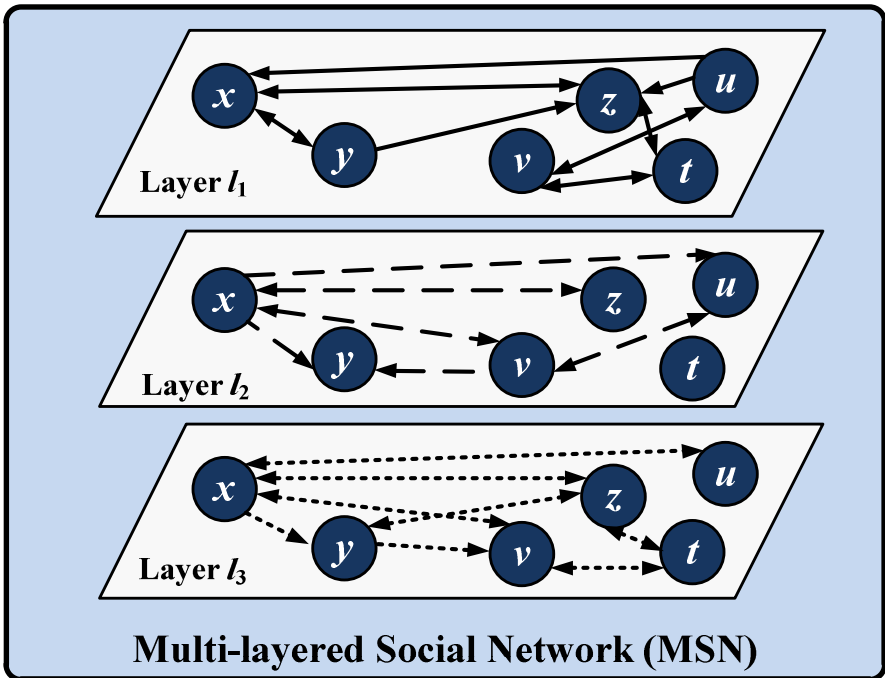 x
z
u
y
v
t
Layer l1
x
z
u
y
v
t
Layer l2
x
z
u
y
v
t
Layer l3
Multi-layered Social Network (MSN)